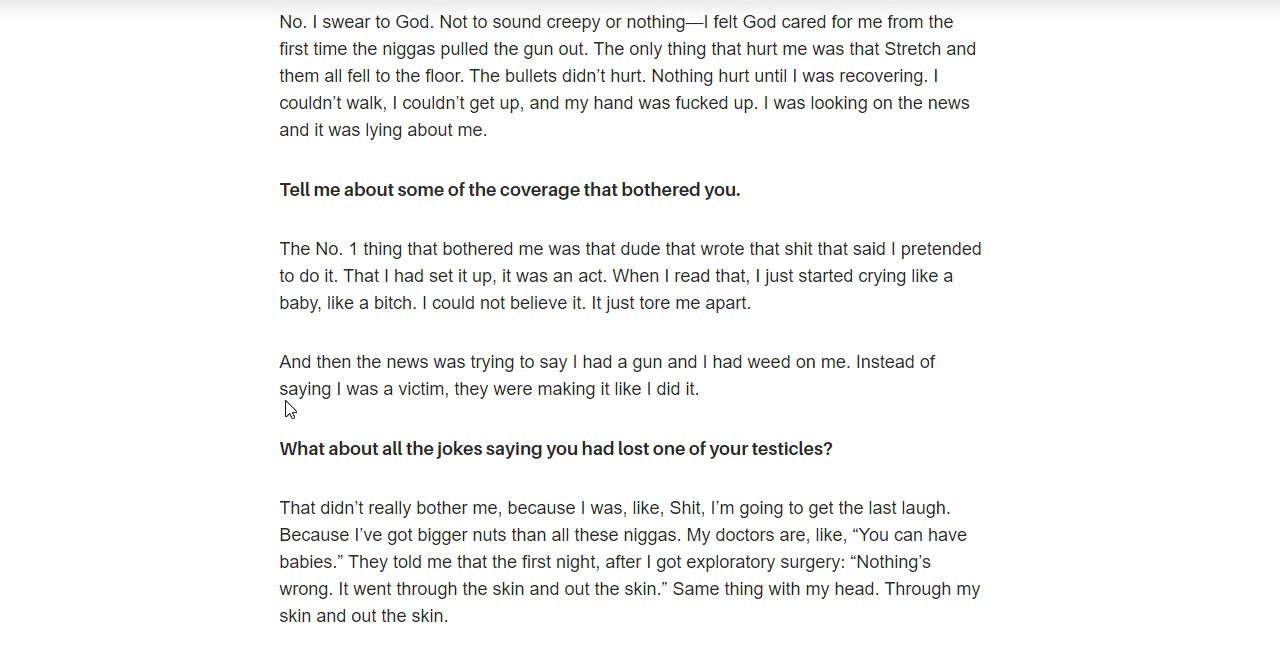 No. I swear to God. Not to sound creepy or nothing—I felt God cared for me from the
first time the niggas pulled the gun out. The only thing that hurt me was that Stretch and
them all fell to the floor. The bullets didn’t hurt. Nothing hurt until I was recovering. I
couldn’t walk, I couldn’t get up, and my hand was fucked up. I was looking on the news
and it was lying about me.
Tell me about some of the coverage that bothered you.
The No. 1 thing that bothered me was that dude that wrote that shit that said I pretended
to do it. That I had set it up, it was an act. When I read that, I just started crying like a
baby, like a bitch. I could not believe it. It just tore me apart.
And then the news was trying to say I had a gun and I had weed on me. Instead of
saying I was a victim, they were making it like I did it.
What about all the jokes saying you had lost one of your testicles?
That didn’t really bother me, because I was, like, Shit, I’m going to get the last laugh.
Because I’ve got bigger nuts than all these niggas. My doctors are, like, “You can have
babies.” They told me that the first night, after I got exploratory surgery: “Nothing’s
wrong. It went through the skin and out the skin.” Same thing with my head. Through my
skin and out the skin.